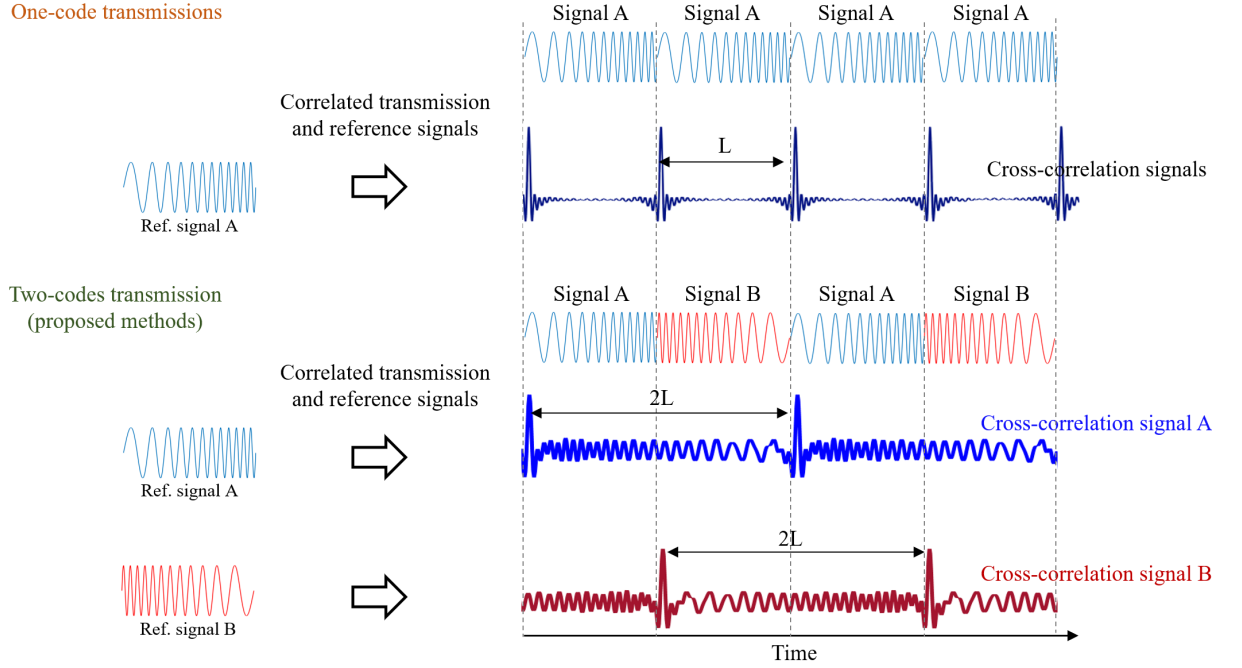 One-code transmissions
Signal A
Signal A
Signal A
Signal A
Correlated transmission
and reference signals
L
Cross-correlation signals
Ref. signal A
Two-codes transmission
(proposed methods)
Signal A
Signal B
Signal A
Signal B
Correlated transmission
and reference signals
2L
Cross-correlation signal A
Ref. signal A
2L
Cross-correlation signal B
Ref. signal B
Time